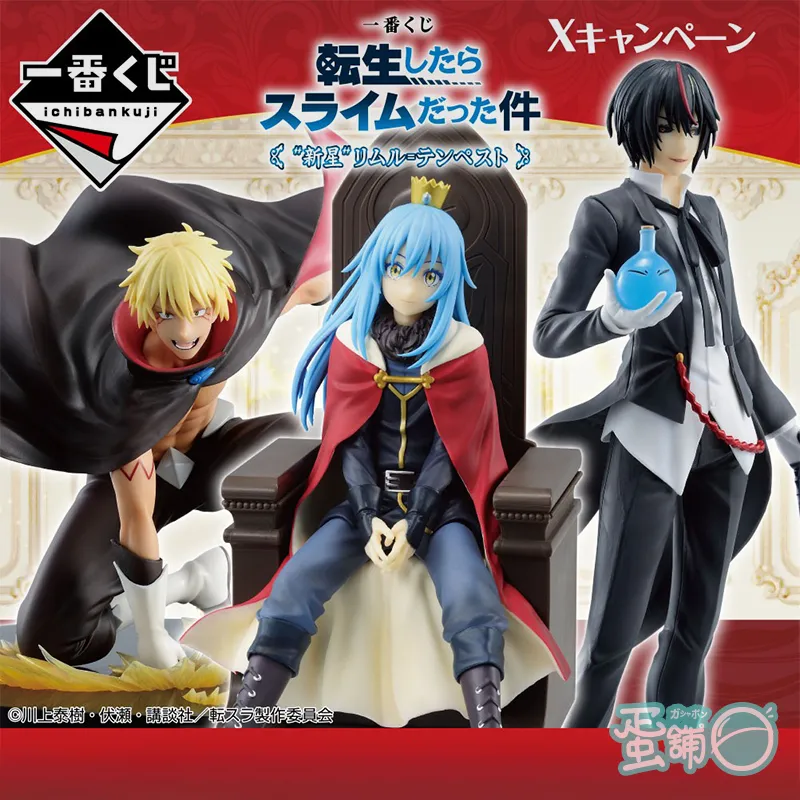 一番くじ
ichibankuji
一番くじ
転生したら
スライムだった件
"新星"リムル=テンペスト
Xキャンペーン
©川上泰樹・伏瀬・講談社／転スラ製作委員会
ガシャポン
蛋舖